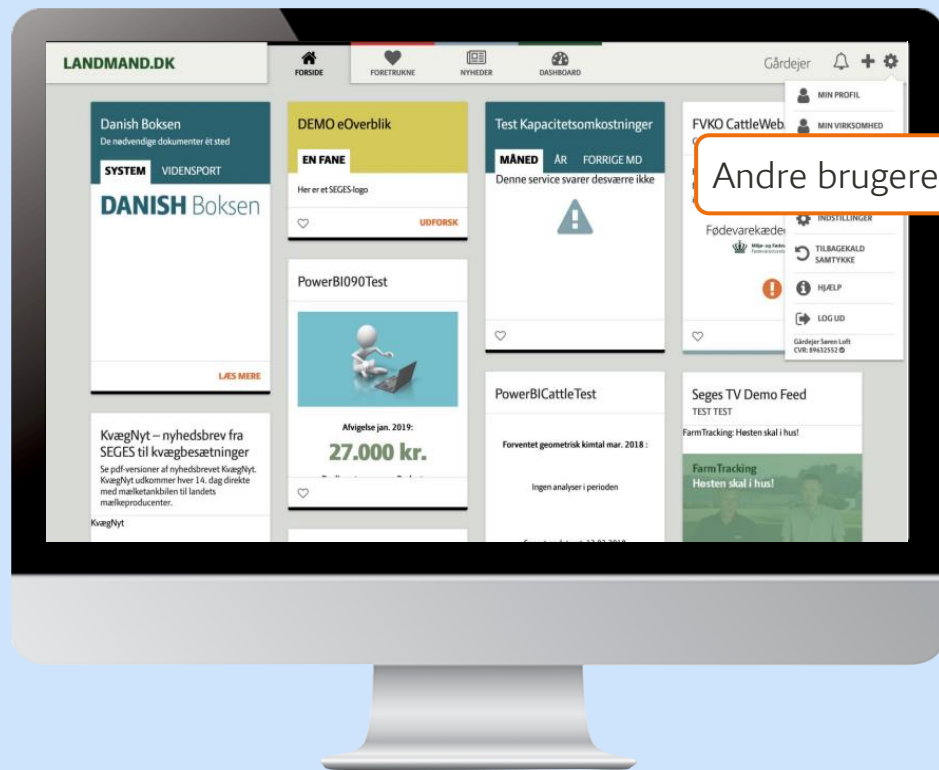 LANDMAND.DK
FORSIDE
FORETRUKNE
NYHEDER
DASHBOARD
Gårdejer
MIN PROFIL
MIN VIRKSOMHED
Andre brugere
INDSTILLINGER
TILBAGEKALD
SAMTYKKE
HJÆLP
LOG UD
Gårdejer Søren Loft
CVR: 89632552
Danish Boksen
De nødvendige dokumenter ét sted
SYSTEM VIDENSPORT
DANISH Boksen
LÆS MERE
KvægNyt – nyhedsbrev fra
SEGES til kvægbesætninger
Se pdf-versioner af nyhedsbrevet KvægNyt.
KvægNyt udkommer hver 14. dag direkte
med mælketankbilen til landets
mælkeproducenter.
KvægNyt
DEMO eOverblik
EN FANE
Her er et SEGES-logo
UDFORSK
PowerBI090Test
Afvigelse jan. 2019:
27.000 kr.
Test Kapacitetsomkostninger
MÅNED ÅR FORRIGE MD
Denne service svarer desværre ikke
PowerBICattleTest
Forventet geometrisk kimtal mar. 2018 :
Ingen analyser i perioden
FVKO CattleWeb
Fødevarekæde
Seges TV Demo Feed
TEST TEST
FarmTracking: Høsten skal i hus!
FarmTracking
Høsten skal i hus!